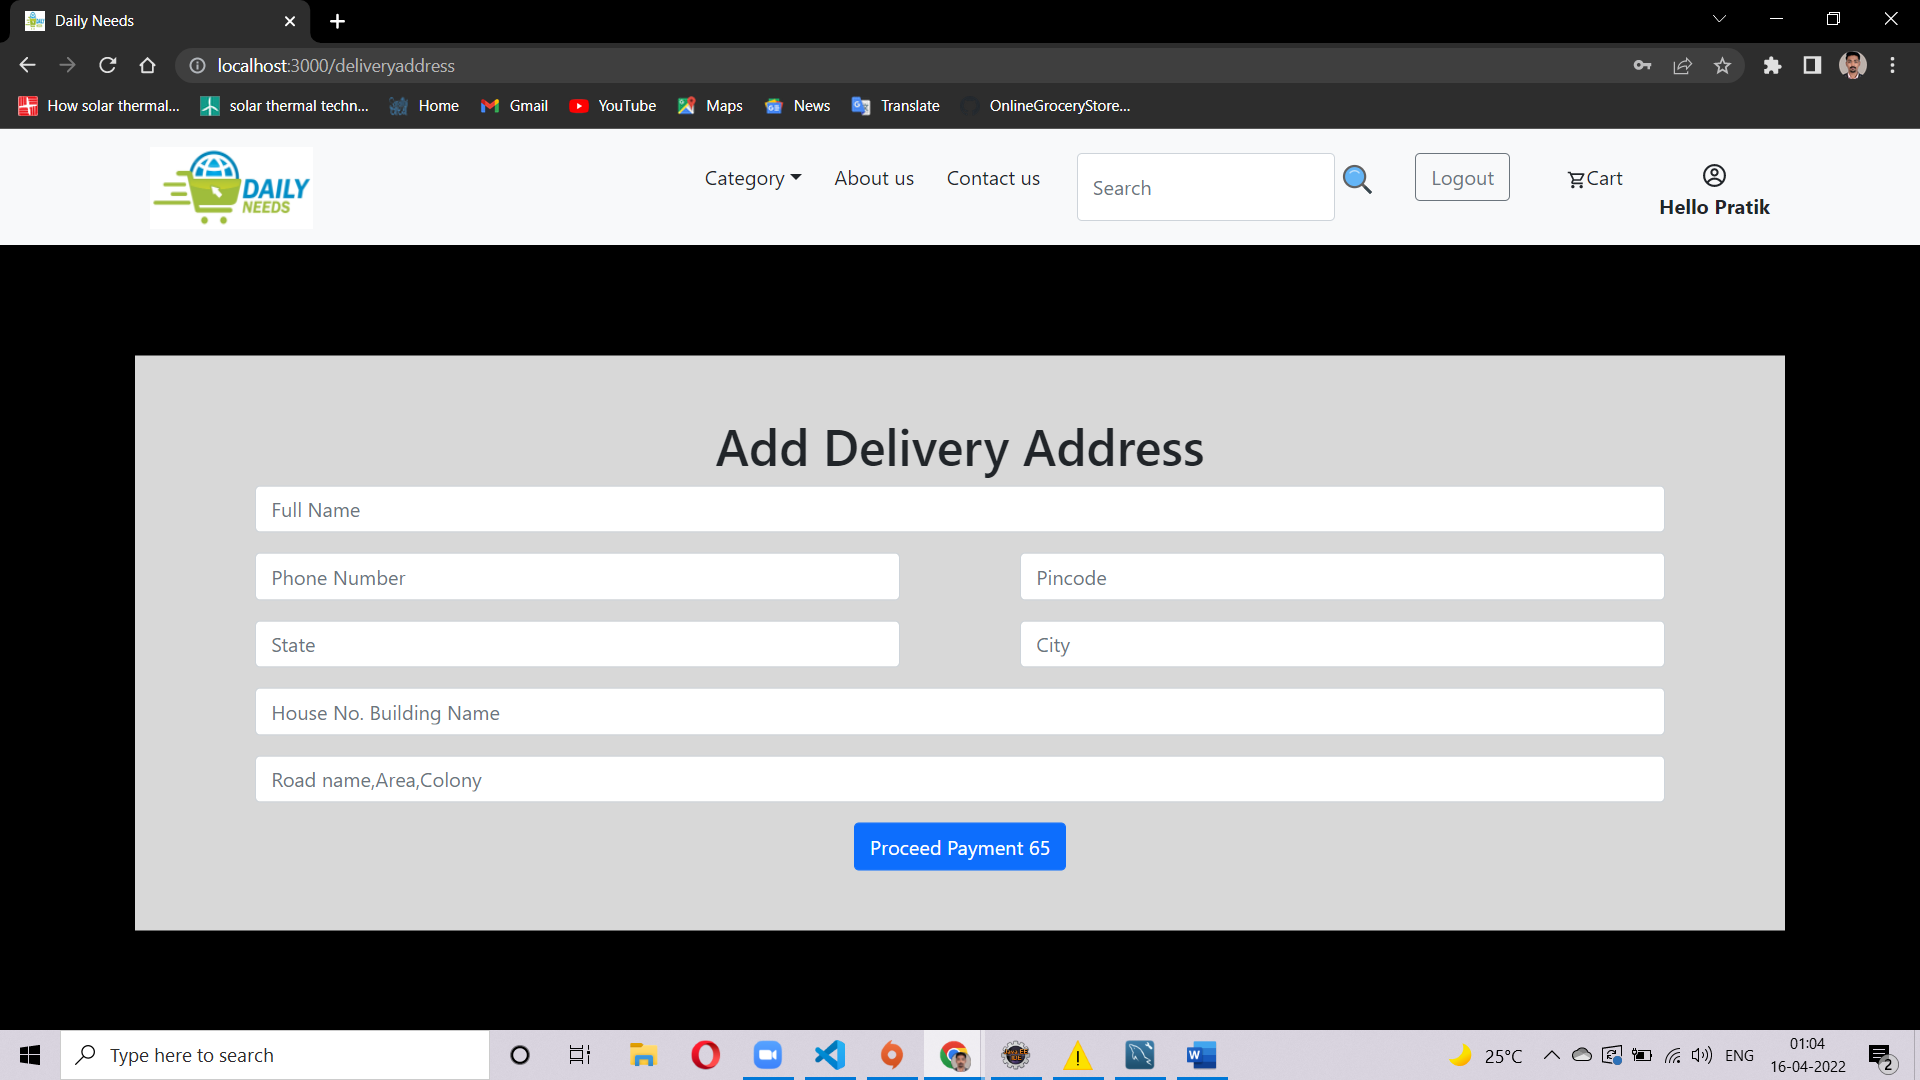 Daily Needs
localhost:3000/deliveryaddress
How solar thermal... solar thermal techn... Home Gmail YouTube Maps News Translate OnlineGroceryStore...
DAILY
NEEDS
Category About us Contact us Search Logout Cart
Hello Pratik
Add Delivery Address
Full Name
Phone Number Pincode
State City
House No. Building Name
Road name,Area,Colony
Proceed Payment 65
Type here to search 25°C ENG 01:04
16-04-2022 2